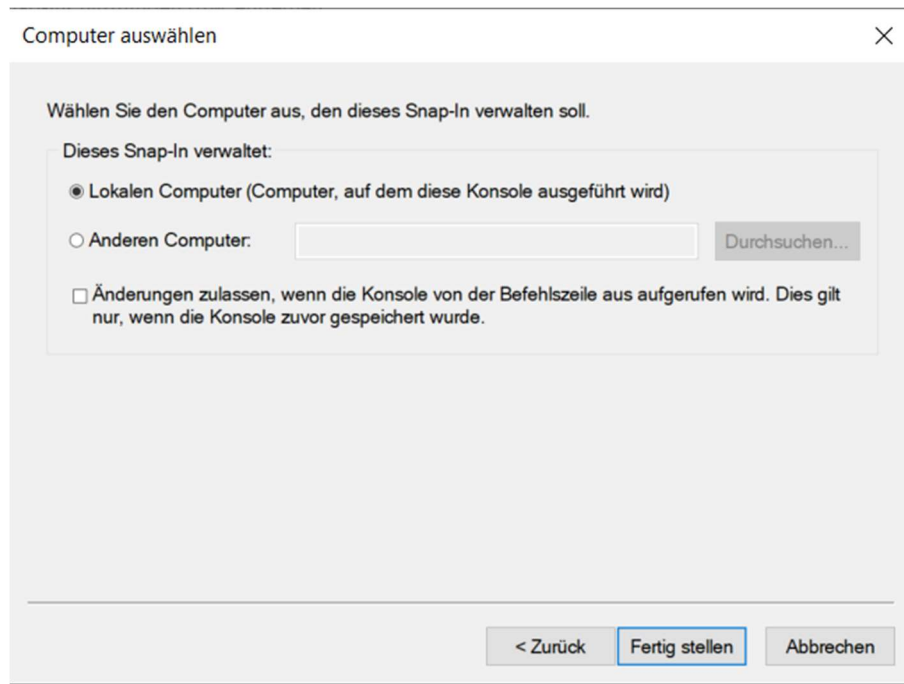 Computer auswählen
Wählen Sie den Computer aus, den dieses Snap-In verwalten soll.
Dieses Snap-In verwaltet:
Lokalen Computer (Computer, auf dem diese Konsole ausgeführt wird)
Anderen Computer:
Durchsuchen...
Änderungen zulassen, wenn die Konsole von der Befehlszeile aus aufgerufen wird. Dies gilt
nur, wenn die Konsole zuvor gespeichert wurde.
< Zurück
Fertig stellen
Abbrechen